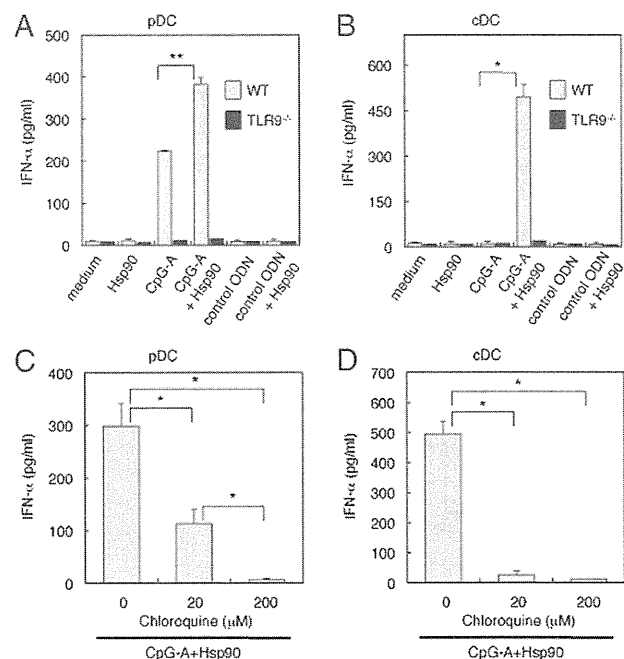 A
pDC
IFN-α (pg/ml)
500
400
300
200
100
0
**
WT
TLR9-/-
medium
Hsp90
CpG-A
CpG-A + Hsp90
control ODN
control ODN + Hsp90
B
cDC
IFN-α (pg/ml)
600
450
300
150
0
*
WT
TLR9-/-
medium
Hsp90
CpG-A
CpG-A + Hsp90
control ODN
control ODN + Hsp90
C
pDC
IFN-α (pg/ml)
400
300
200
100
0
*
*
*
0 20 200
Chloroquine (μM)
CpG-A+Hsp90
D
cDC
IFN-α (pg/ml)
700
600
500
400
300
200
100
0
*
*
0 20 200
Chloroquine (μM)
CpG-A+Hsp90